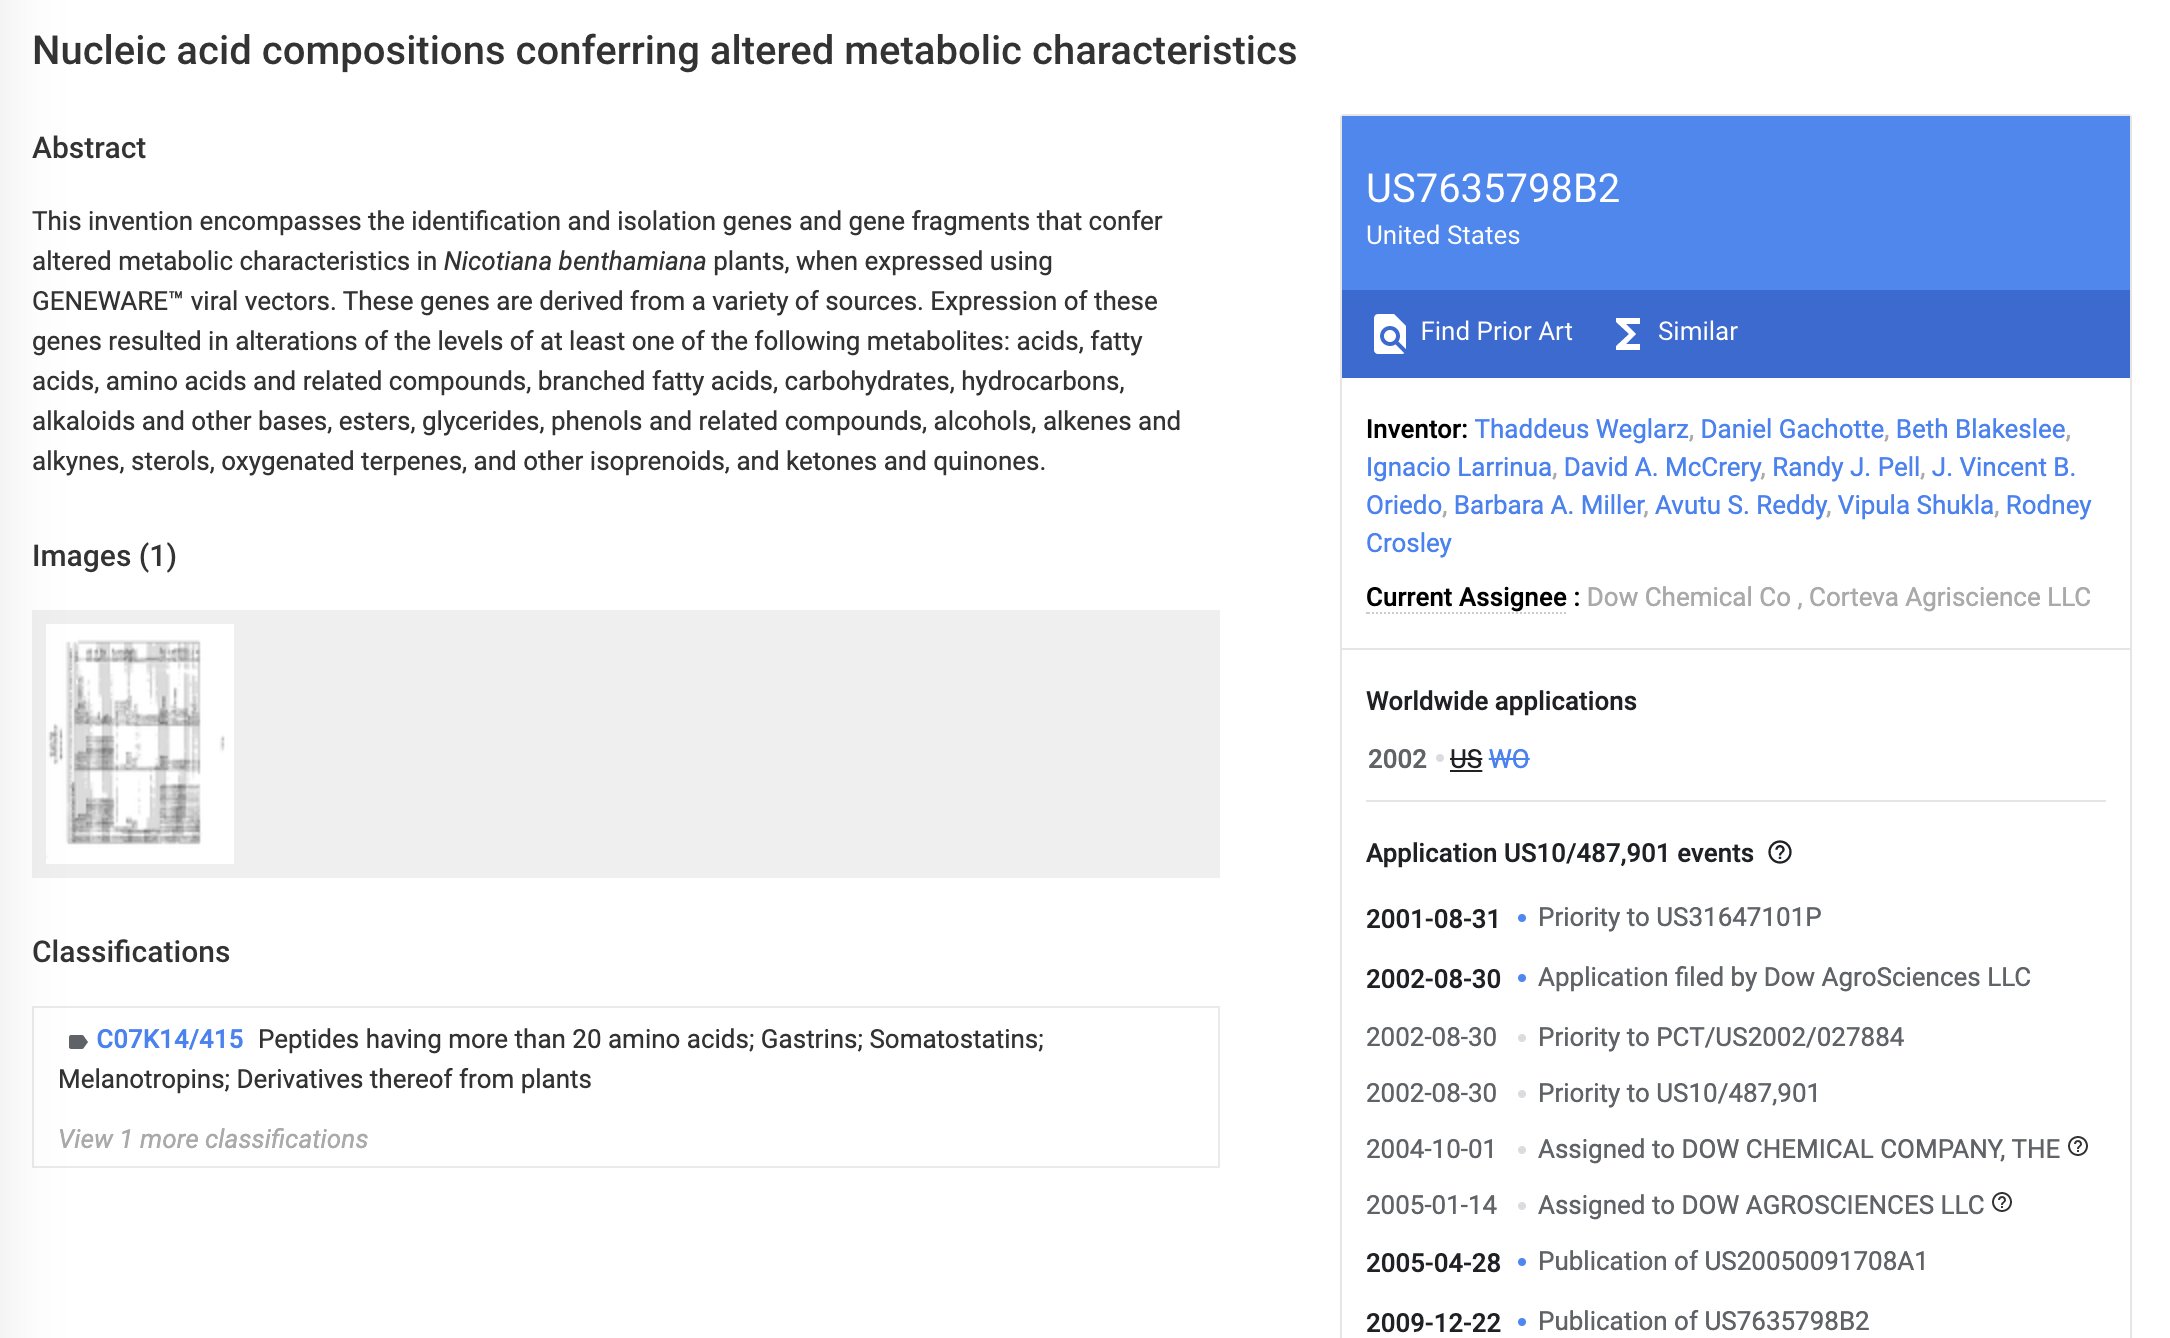 Nucleic acid compositions conferring altered metabolic characteristics
Abstract
This invention encompasses the identification and isolation genes and gene fragments that confer
altered metabolic characteristics in Nicotiana benthamiana plants, when expressed using
GENEWARE™ viral vectors. These genes are derived from a variety of sources. Expression of these
genes resulted in alterations of the levels of at least one of the following metabolites: acids, fatty
acids, amino acids and related compounds, branched fatty acids, carbohydrates, hydrocarbons,
alkaloids and other bases, esters, glycerides, phenols and related compounds, alcohols, alkenes and
alkynes, sterols, oxygenated terpenes, and other isoprenoids, and ketones and quinones.
Images (1)
Classifications
C07K14/415 Peptides having more than 20 amino acids; Gastrins; Somatostatins;
Melanotropins; Derivatives thereof from plants
View 1 more classifications
US7635798B2
United States
Find Prior Art Similar
Inventor: Thaddeus Weglarz, Daniel Gachotte, Beth Blakeslee,
Ignacio Larrinua, David A. McCrery, Randy J. Pell, J. Vincent B.
Oriedo, Barbara A. Miller, Avutu S. Reddy, Vipula Shukla, Rodney
Crosley
Current Assignee : Dow Chemical Co , Corteva Agriscience LLC
Worldwide applications
2002 • US WO
Application US10/487,901 events
2001-08-31 • Priority to US31647101P
2002-08-30 • Application filed by Dow AgroSciences LLC
2002-08-30 • Priority to PCT/US2002/027884
2002-08-30 • Priority to US10/487,901
2004-10-01 • Assigned to DOW CHEMICAL COMPANY, THE
2005-01-14 • Assigned to DOW AGROSCIENCES LLC
2005-04-28 • Publication of US20050091708A1
2009-12-22 • Publication of US7635798B2